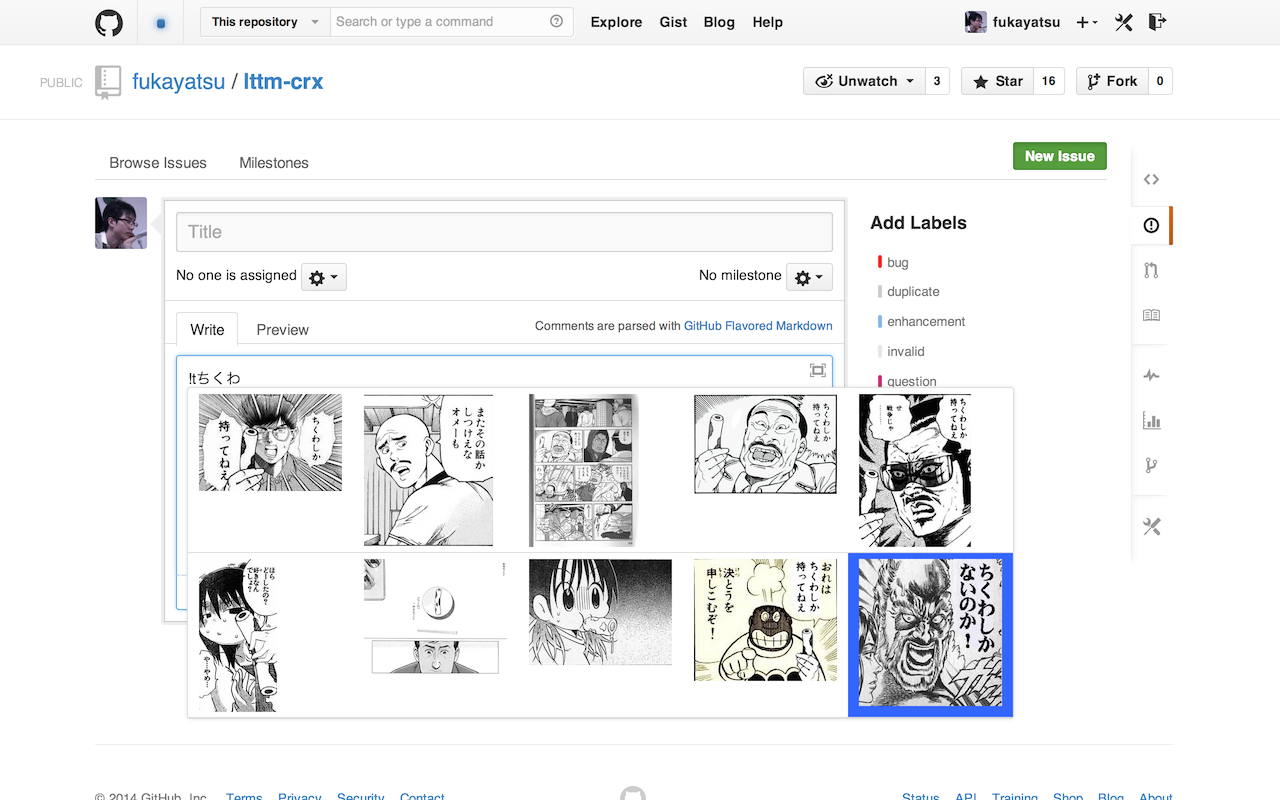 This repository
Search or type a command
Explore
Gist
Blog
Help
fukayatsu
PUBLIC
fukayatsu / lttm-crx
Unwatch
3
Star
16
Fork
0
Browse Issues
Milestones
New Issue
Title
No one is assigned
No milestone
Write
Preview
Comments are parsed with GitHub Flavored Markdown
!tちくわ
Add Labels
bug
duplicate
enhancement
invalid
question
ちくわしか
持ってねえ
またその話か
しつけえな
オメーも
ちくわしか
持ってねえ
ちくわしか
持ってねえ
せ
戦争じゃ
ほら
どーしたの?
好きなん
でしょ?
やーやめ…
おれは
ちくわしか
持ってねえ
決とうを
申しこむぞ!
ちくわしか
ないのか!
© 2014 GitHub, Inc.
Terms
Privacy
Security
Contact
Status
API
Training
Shop
Blog
About